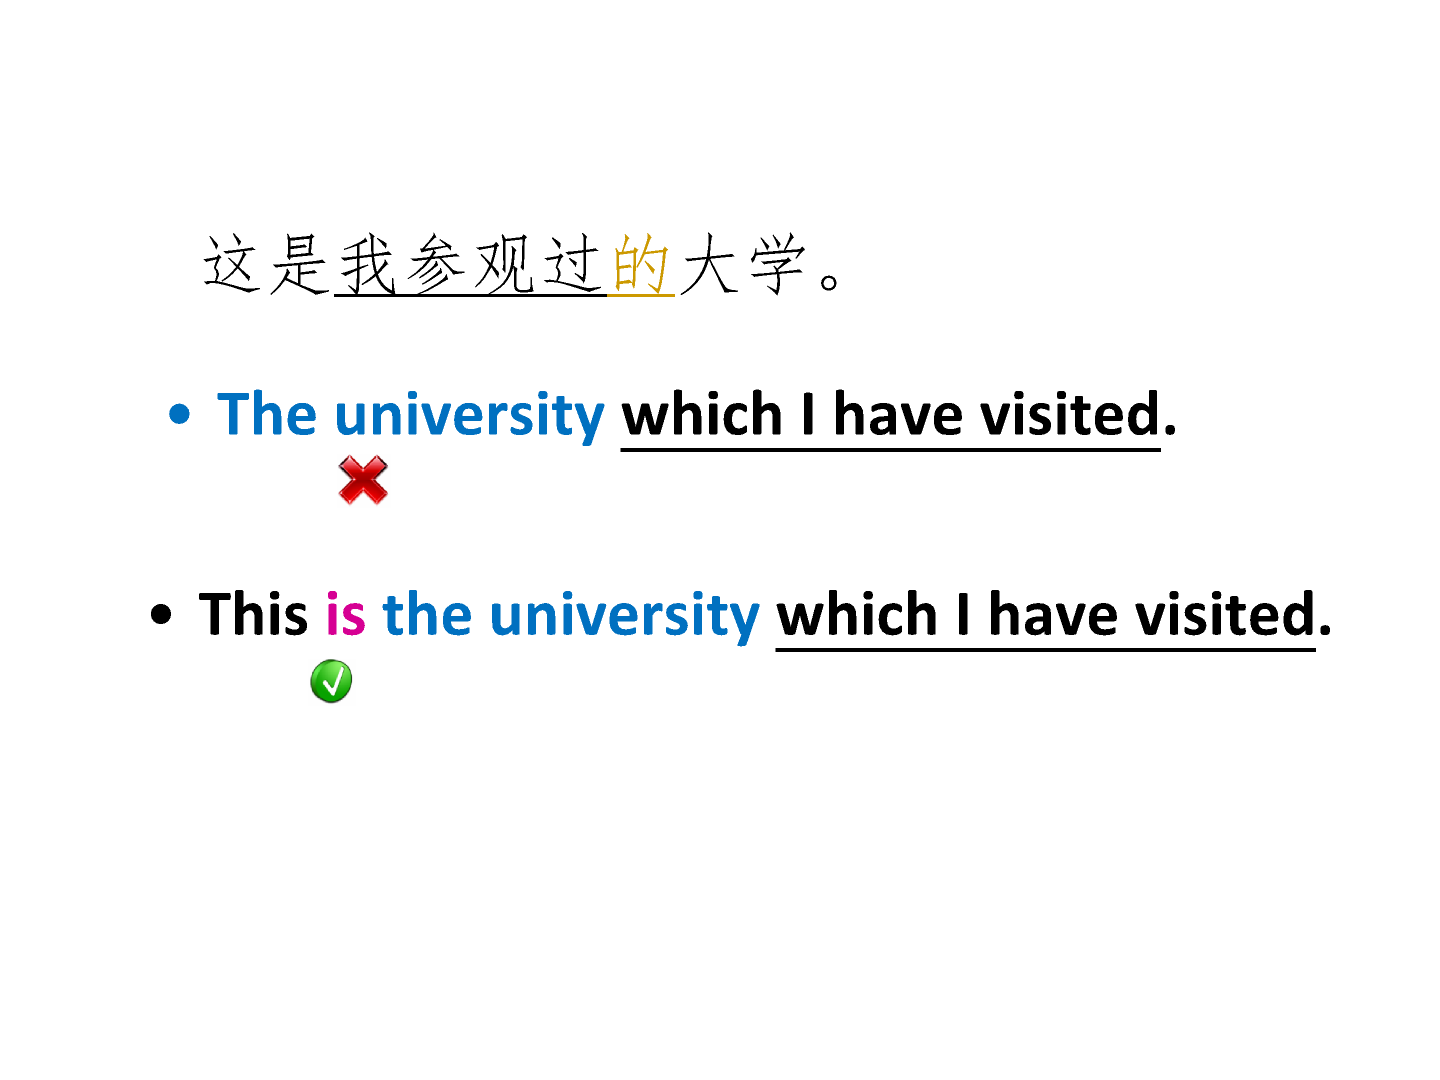 这是我参观过的大学。
• The university which I have visited.
• This is the university which I have visited.